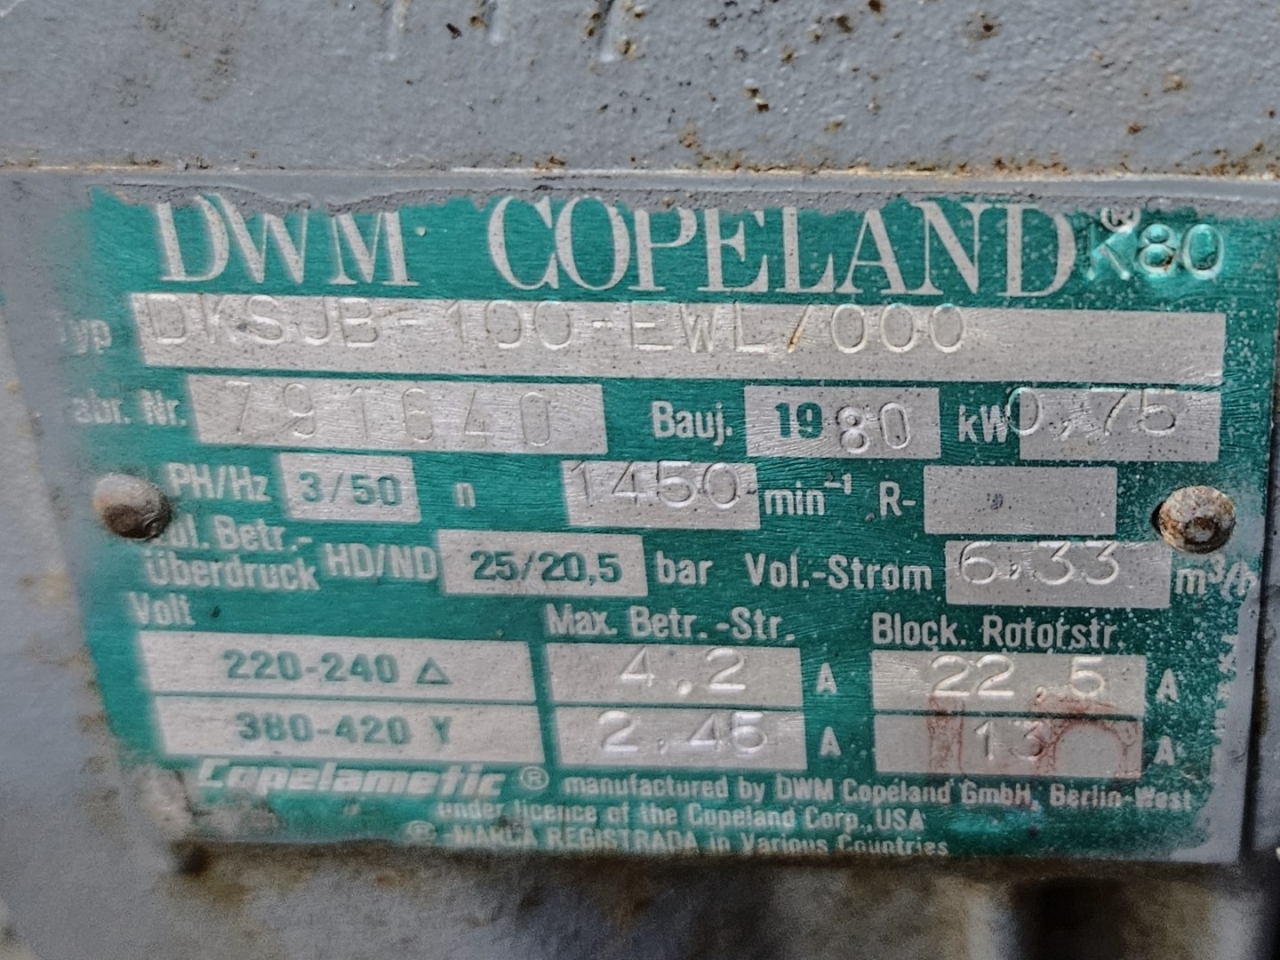 DWM COPELAND® K80
Typ DKSJB-100-EWL/000
Fabr. Nr. 791640 Bauj. 1980 kW 0,75
PH/Hz 3/50 n 1450 min⁻¹ R-
Zul. Betr.-
Überdruck HD/ND 25/20,5 bar Vol.-Strom 6,33 m³/h
Volt Max. Betr.-Str. Block. Rotorstr.
220-240 △ 4,2 A 22,5 A
380-420 Y 2,45 A 13 A
Copelametic® manufactured by DWM Copeland GmbH, Berlin-West
under licence of the Copeland Corp., USA
® MARCA REGISTRADA in Various Countries